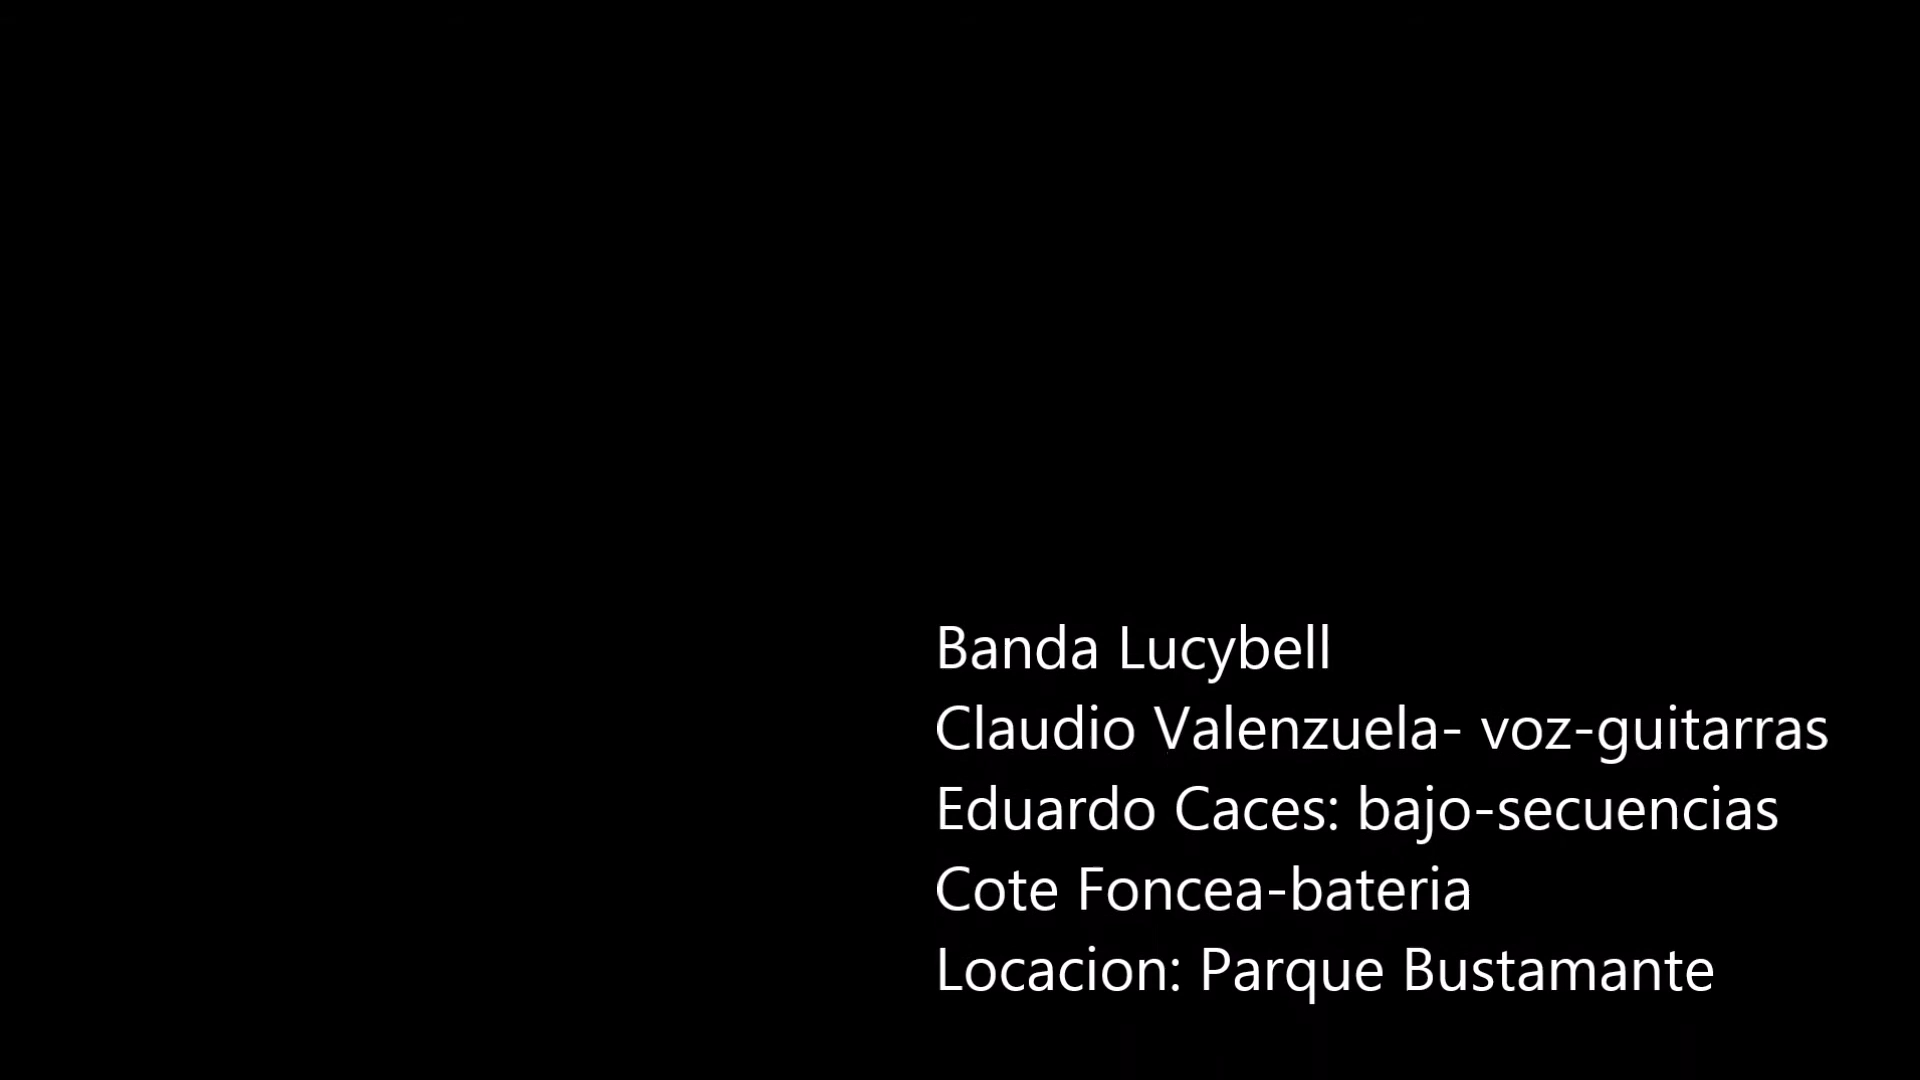 Banda Lucybell
Claudio Valenzuela- voz-guitarras
Eduardo Caces: bajo-secuencias
Cote Foncea-bateria
Locacion: Parque Bustamante